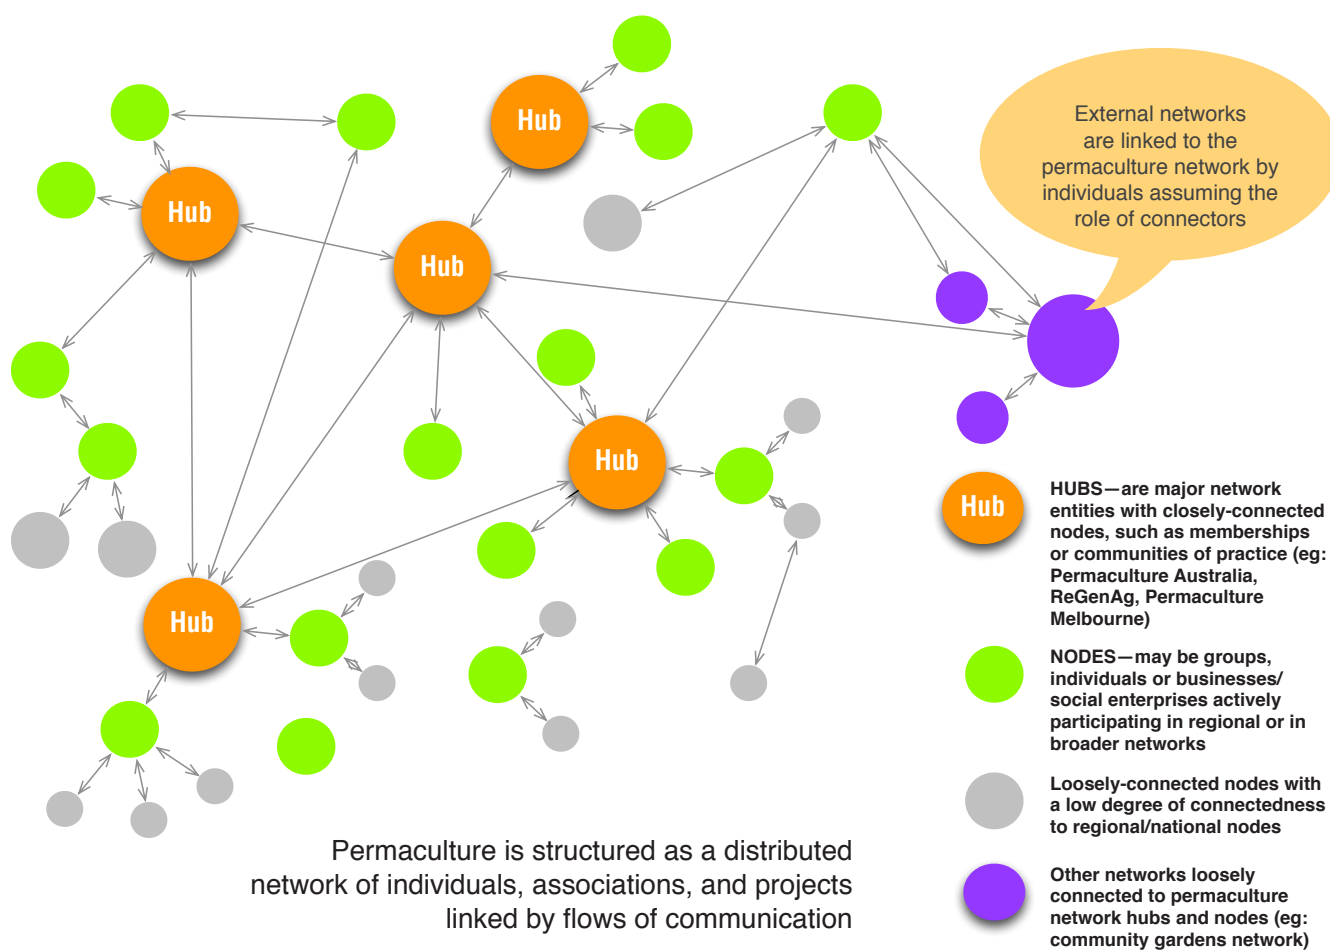 Hub
Hub
Hub
Hub
Hub
External networks
are linked to the
permaculture network by
individuals assuming the
role of connectors
Hub
HUBS—are major network
entities with closely-connected
nodes, such as memberships
or communities of practice (eg:
Permaculture Australia,
ReGenAg, Permaculture
Melbourne)
NODES—may be groups,
individuals or businesses/
social enterprises actively
participating in regional or in
broader networks
Loosely-connected nodes with
a low degree of connectedness
to regional/national nodes
Other networks loosely
connected to permaculture
network hubs and nodes (eg:
community gardens network)
Permaculture is structured as a distributed
network of individuals, associations, and projects
linked by flows of communication